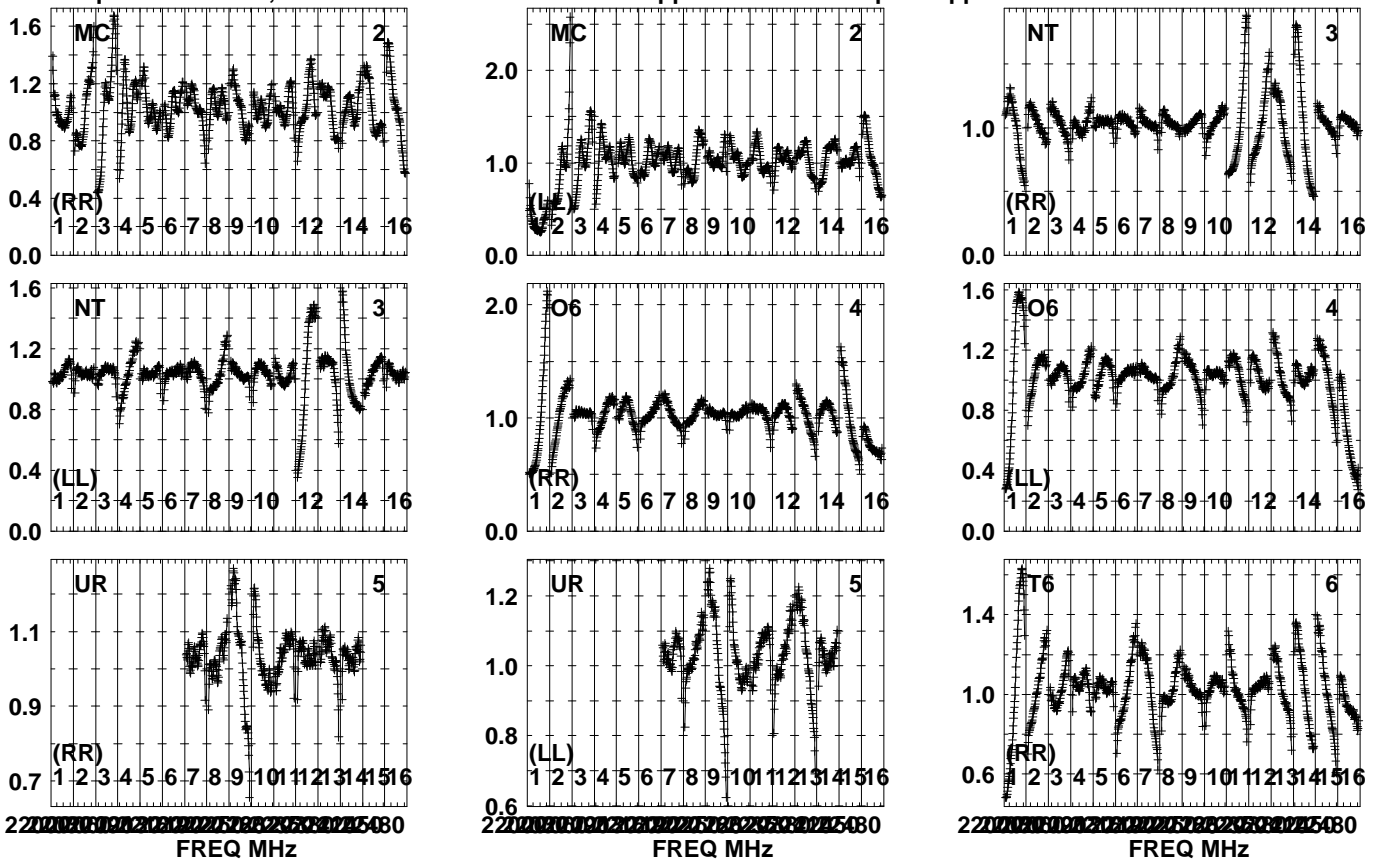 MC 2
1.6
1.2
0.8
0.4
(RR)
1 2 3 4 5 6 7 8 9 10 12 14 16
0.0
MC 2
2.0
1.0
(LL)
1 2 3 4 5 6 7 8 9 10 12 14 16
0.0
NT 3
1.0
(RR)
1 2 3 4 5 6 7 8 9 10 12 14 16
0.0
NT 3
1.6
1.2
0.8
0.4
(LL)
1 2 3 4 5 6 7 8 9 10 12 14 16
0.0
O6 4
2.0
1.0
(RR)
1 2 3 4 5 6 7 8 9 10 12 14 16
0.0
O6 4
1.6
1.2
0.8
0.4
(LL)
1 2 3 4 5 6 7 8 9 10 12 14 16
0.0
UR 5
1.1
0.9
0.7
(RR)
1 2 3 4 5 6 7 8 9 10 11 12 13 14 15 16
FREQ MHz
UR 5
1.2
1.0
0.8
0.6
(LL)
1 2 3 4 5 6 7 8 9 10 11 12 13 14 15 16
FREQ MHz
T6 6
1.4
1.0
0.6
(RR)
1 2 3 4 5 6 7 8 9 10 11 12 13 14 15 16
FREQ MHz